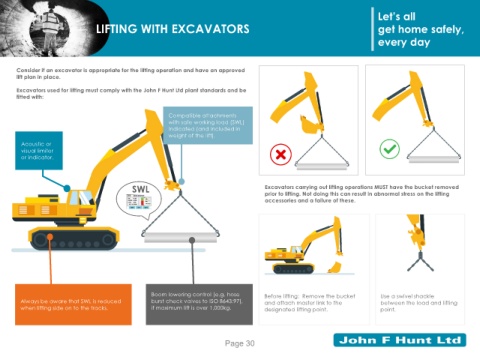 LIFTING WITH EXCAVATORS
Let's all
get home safely,
every day
Consider if an excavator is appropriate for the lifting operation and have an approved
lift plan in place.
Excavators used for lifting must comply with the John F Hunt Ltd plant standards and be
fitted with:
Compatible attachments
with safe working load (SWL)
indicated (and included in
weight of the lift)
Acoustic or
visual limiter
or indicator.
SWL
Excavators carrying out lifting operations MUST have the bucket removed
prior to lifting. Not doing this can result in abnormal stress on the lifting
accessories and a failure of these.
Always be aware that SWL is reduced
when lifting side on to the tracks.
Boom lowering control (e.g. hose
burst check valves to ISO 8643:97),
if maximum lift is over 1,000kg.
Before lifting: Remove the bucket
and attach master link to the
designated lifting point.
Use a swivel shackle
between the load and lifting
point.
Page 30
John F Hunt Ltd